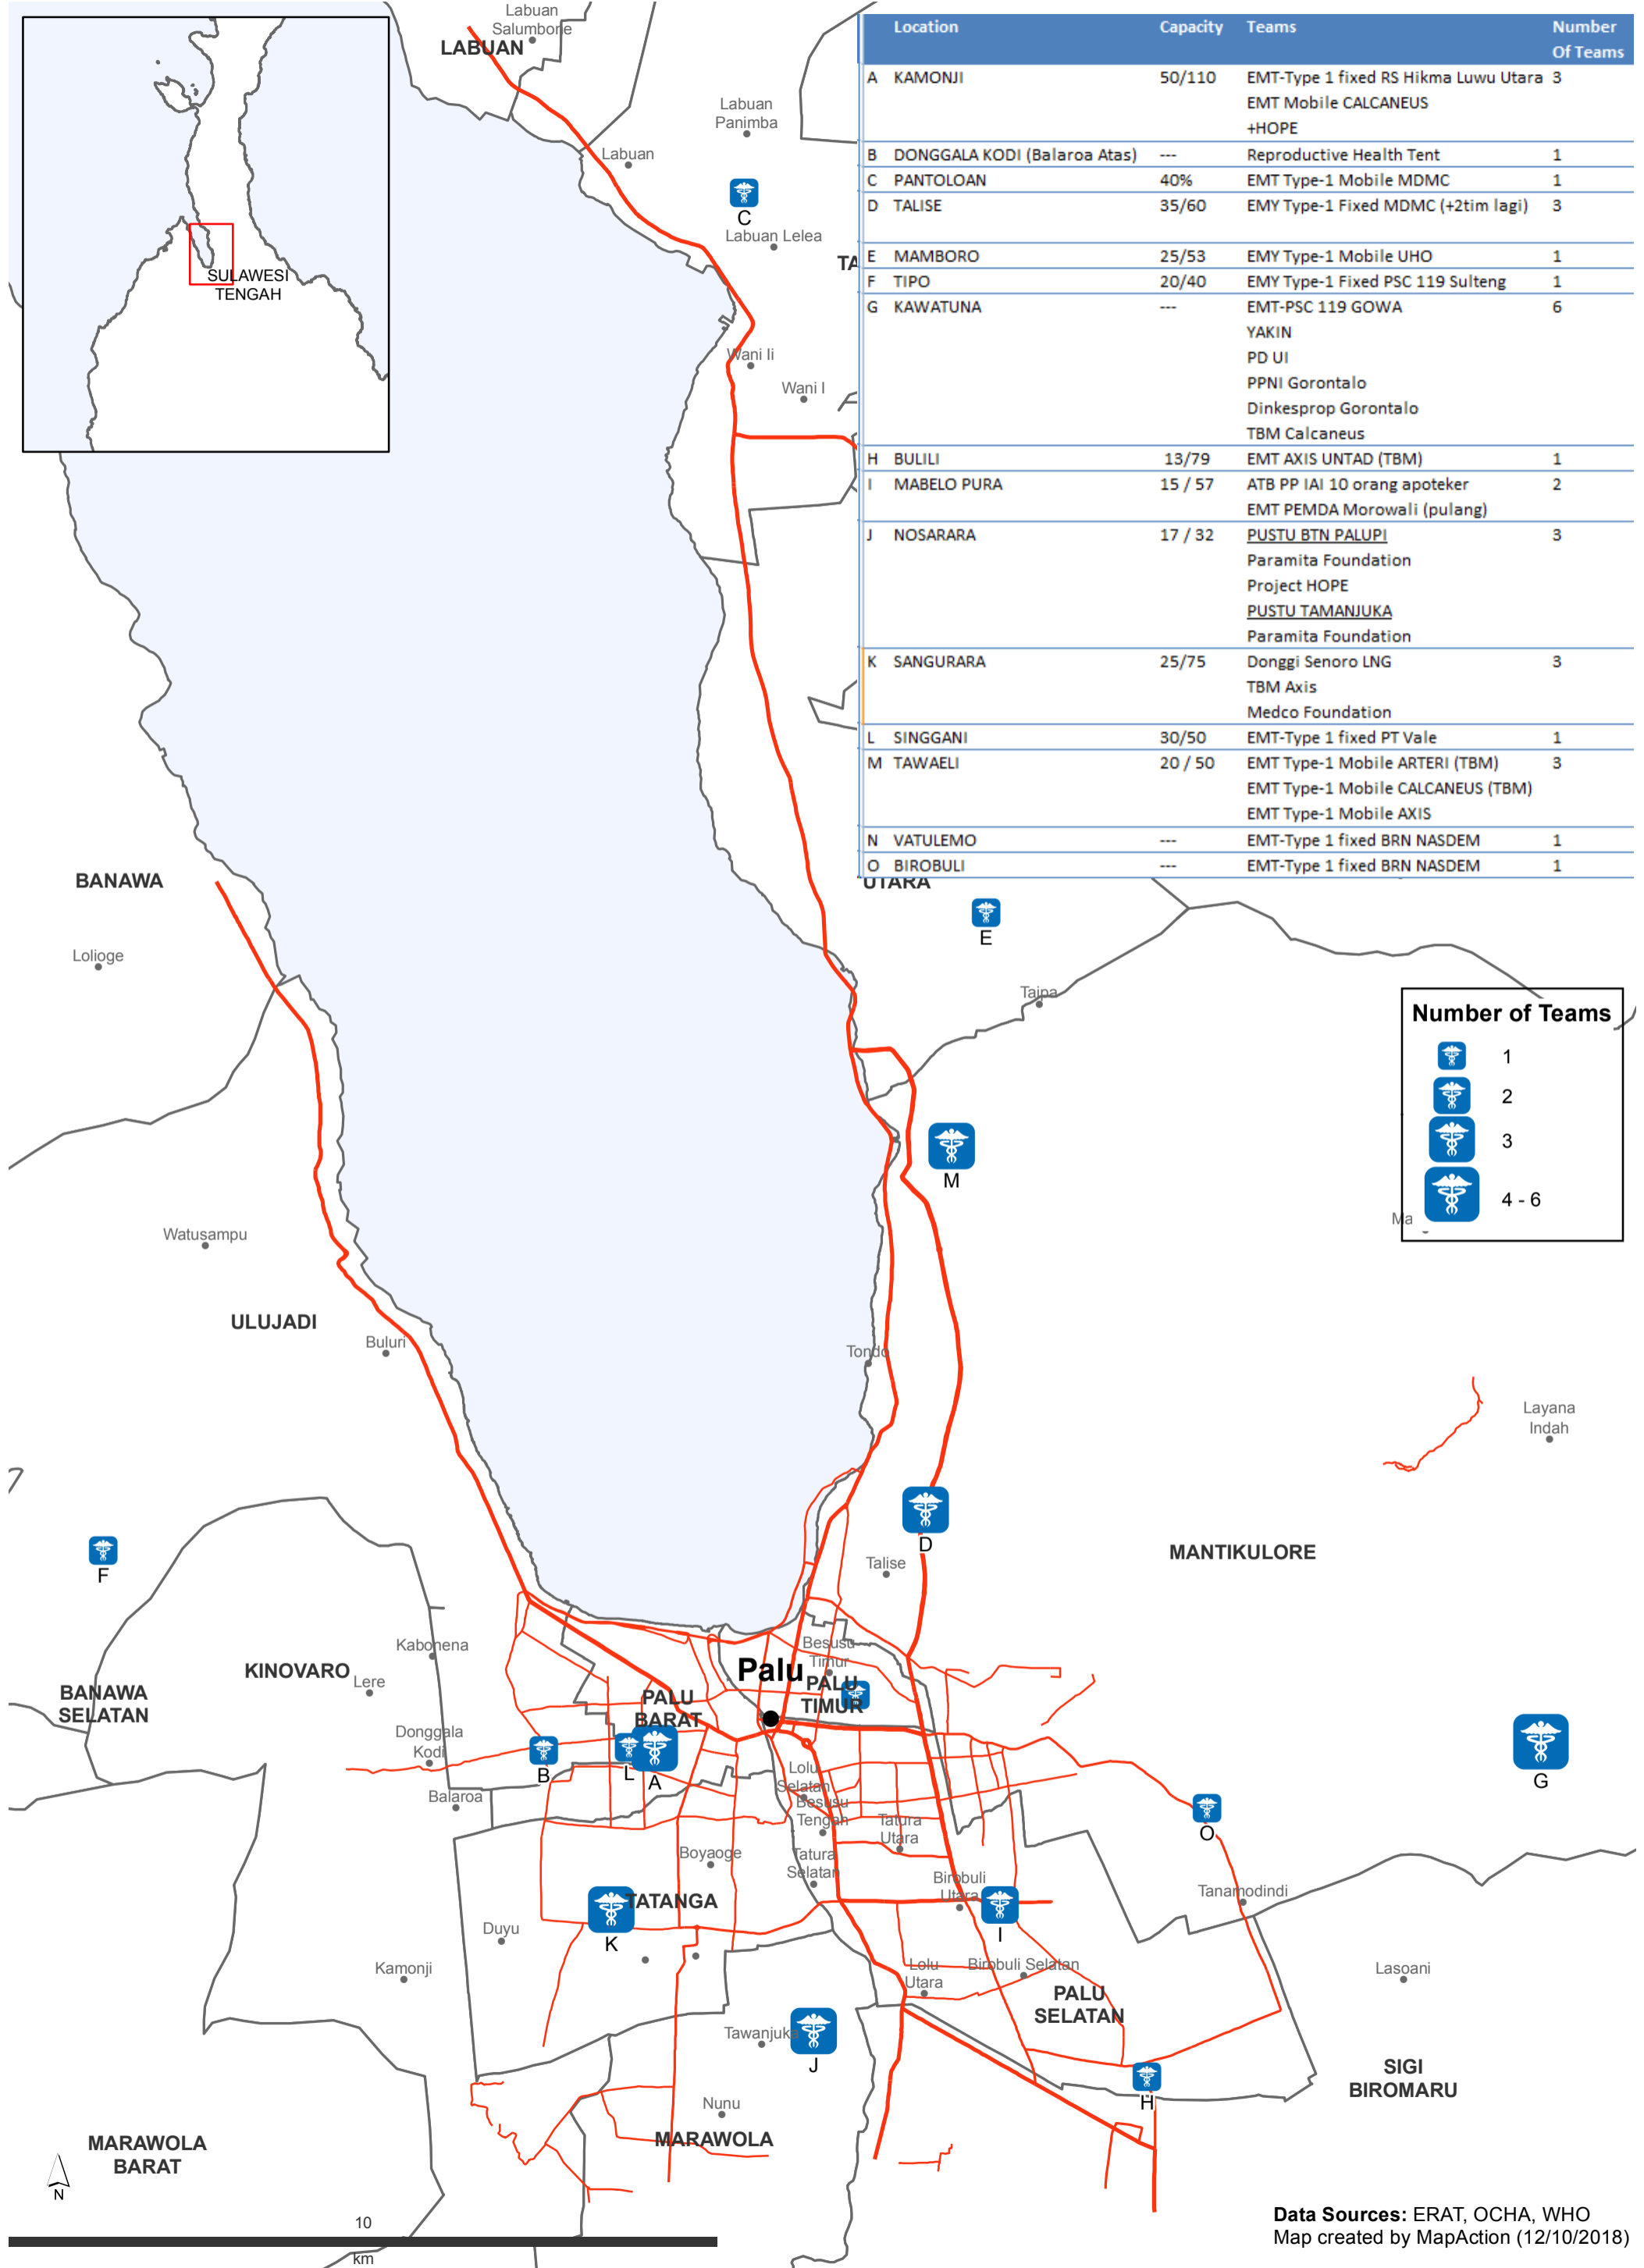 SULAWESI
TENGAH
Labuan
Salumbone
LABUAN
Labuan
Panimba
Labuan
C
Labuan Lelea
TA
Wani Ii
Wani I
Location Capacity Teams Number
Of Teams
A KAMONJI 50/110 EMT-Type 1 fixed RS Hikma Luwu Utara 3
EMT Mobile CALCANEUS
+HOPE
B DONGGALA KODI (Balaroa Atas) --- Reproductive Health Tent 1
C PANTOLOAN 40% EMT Type-1 Mobile MDMC 1
D TALISE 35/60 EMY Type-1 Fixed MDMC (+2tim lagi) 3
E MAMBORO 25/53 EMY Type-1 Mobile UHO 1
F TIPO 20/40 EMY Type-1 Fixed PSC 119 Sulteng 1
G KAWATUNA --- EMT-PSC 119 GOWA 6
YAKIN
PD UI
PPNI Gorontalo
Dinkesprop Gorontalo
TBM Calcaneus
H BULILI 13/79 EMT AXIS UNTAD (TBM) 1
I MABELO PURA 15 / 57 ATB PP IAI 10 orang apoteker 2
EMT PEMDA Morowali (pulang)
J NOSARARA 17 / 32 PUSTU BTN PALUPI 3
Paramita Foundation
Project HOPE
PUSTU TAMANJUKA
Paramita Foundation
K SANGURARA 25/75 Donggi Senoro LNG 3
TBM Axis
Medco Foundation
L SINGGANI 30/50 EMT-Type 1 fixed PT Vale 1
M TAWAELI 20 / 50 EMT Type-1 Mobile ARTERI (TBM) 3
EMT Type-1 Mobile CALCANEUS (TBM)
EMT Type-1 Mobile AXIS
N VATULEMO --- EMT-Type 1 fixed BRN NASDEM 1
O BIROBULI --- EMT-Type 1 fixed BRN NASDEM 1
UTARA
BANAWA
E
Lolioge
Taipa
Number of Teams
1
2
3
4 - 6
Ma
M
Watusampu
ULUJADI
Buluri
Tondo
Layana
Indah
D
MANTIKULORE
Talise
F
Kabonena
KINOVARO
Lere
BANAWA
SELATAN
Besusu
Timur
Palu
PALU
TIMUR
PALU
BARAT
Donggala
Kodi
B
L
A
Balaroa
Lolu
Selatan
Besusu
Tengah
Tatura
Utara
G
O
Boyaoge
Tatura
Selatan
Birobuli
Utara
Tanamodindi
TATANGA
K
I
Duyu
Kamonji
Lolu
Utara
Birobuli Selatan
Lasoani
PALU
SELATAN
Tawanjuka
J
H
SIGI
BIROMARU
Nunu
MARAWOLA
MARAWOLA
BARAT
N
10
km
Data Sources: ERAT, OCHA, WHO
Map created by MapAction (12/10/2018)